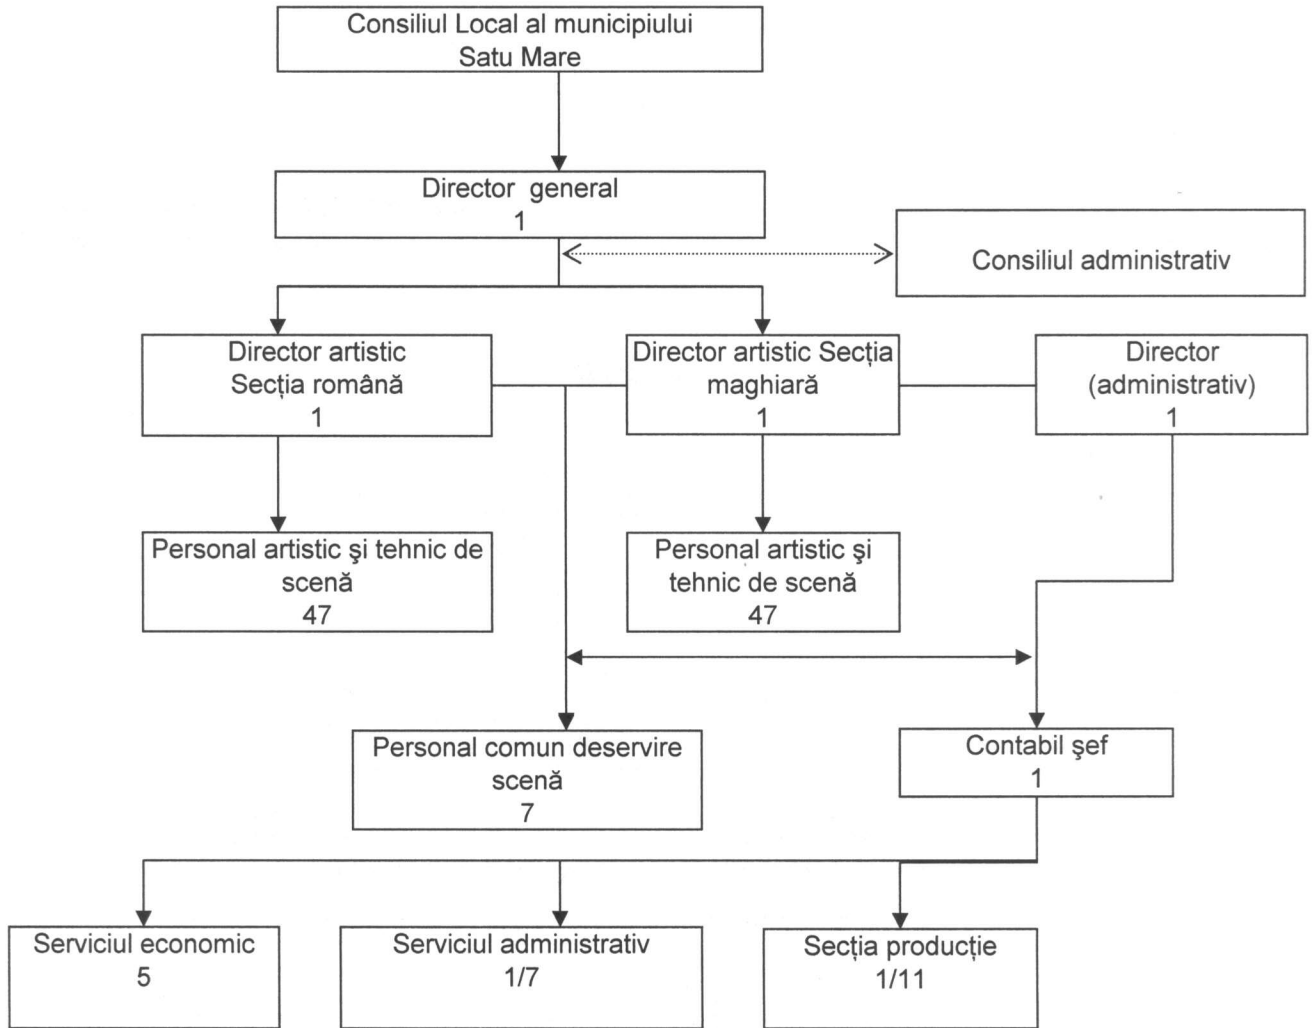 Consiliul Local al municipiului
Satu Mare
Director  general
1
Consiliul administrativ
Director artistic
Secția română
1
Director artistic Secția
maghiară
1
Director
(administrativ)
1
Personal artistic şi tehnic de
scenă
47
Personal artistic şi
tehnic de scenă
47
Personal comun deservire
scenă
7
Contabil şef
1
Serviciul economic
5
Serviciul administrativ
1/7
Secția producție
1/11